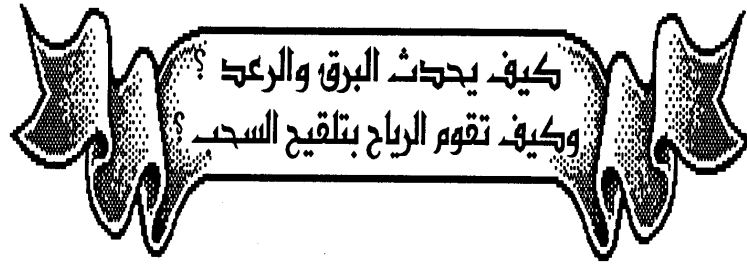 كيف يحدث البرق والرعد ؟
وكيف تقوم الرياح بتلقيح السحب ؟